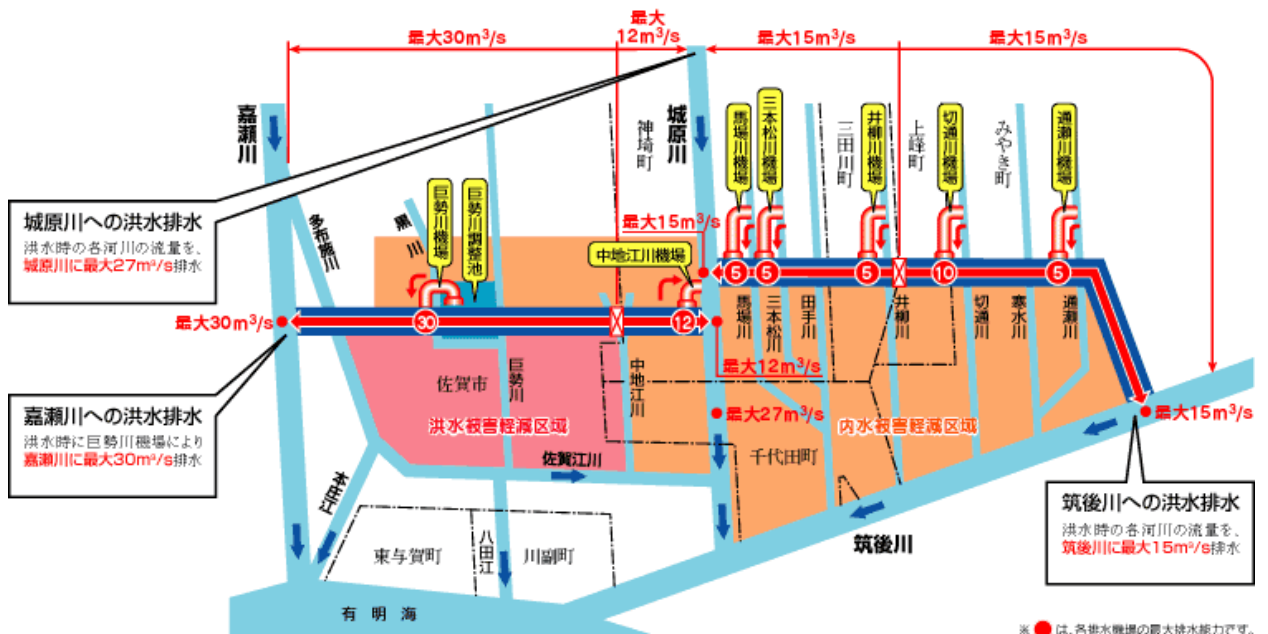 最大30m³/s
最大
12m³/s
最大15m³/s
最大15m³/s
嘉瀬川
城原川
神埼町
三田川町
上峰町
みやき町
馬場川機場
三本松川機場
井柳川機場
切通川機場
通瀬川機場
城原川への洪水排水
洪水時の各河川の流量を、
城原川に最大27m³/s排水
多布施川
黒川
巨勢川機場
巨勢川調整池
最大15m³/s
中地江川機場
5
5
5
10
5
最大30m³/s
30
12
馬場川
三本松川
田手川
井柳川
切通川
寒水川
通瀬川
佐賀市
巨勢川
中地江川
最大12m³/s
嘉瀬川への洪水排水
洪水時に巨勢川機場により
嘉瀬川に最大30m³/s排水
洪水被害軽減区域
最大27m³/s
内水被害軽減区域
最大15m³/s
佐賀江川
千代田町
本庄江
筑後川への洪水排水
洪水時の各河川の流量を、
筑後川に最大15m³/s排水
東与賀町
八田江
川副町
筑後川
有明海
※●は、各排水機場の最大排水能力です。